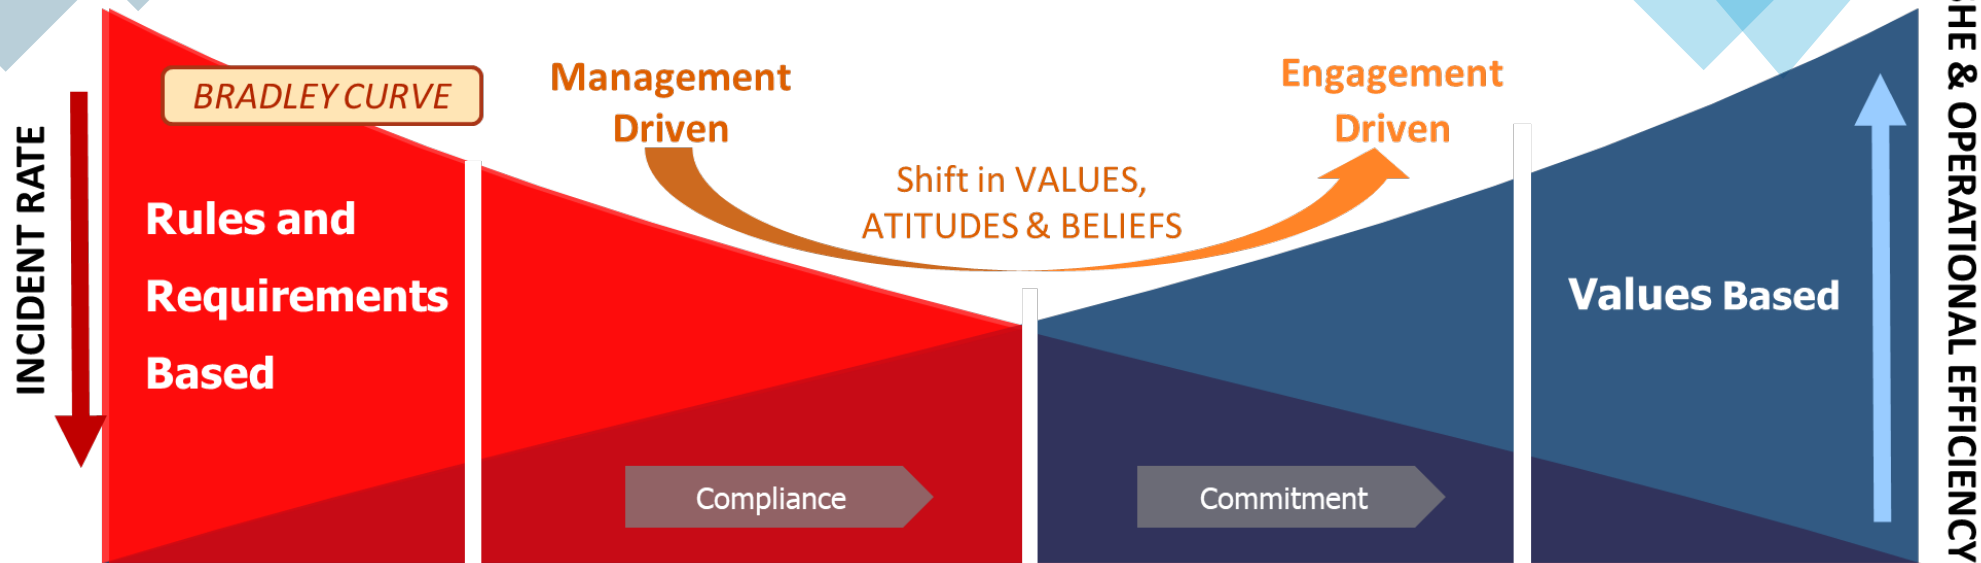 BRADLEY CURVE
Management
Driven
Engagement
Driven
Shift in VALUES,
ATITUDES & BELIEFS
INCIDENT RATE
Rules and
Requirements
Based
Values Based
Compliance
Commitment
& OPERATIONAL EFFICIENCY